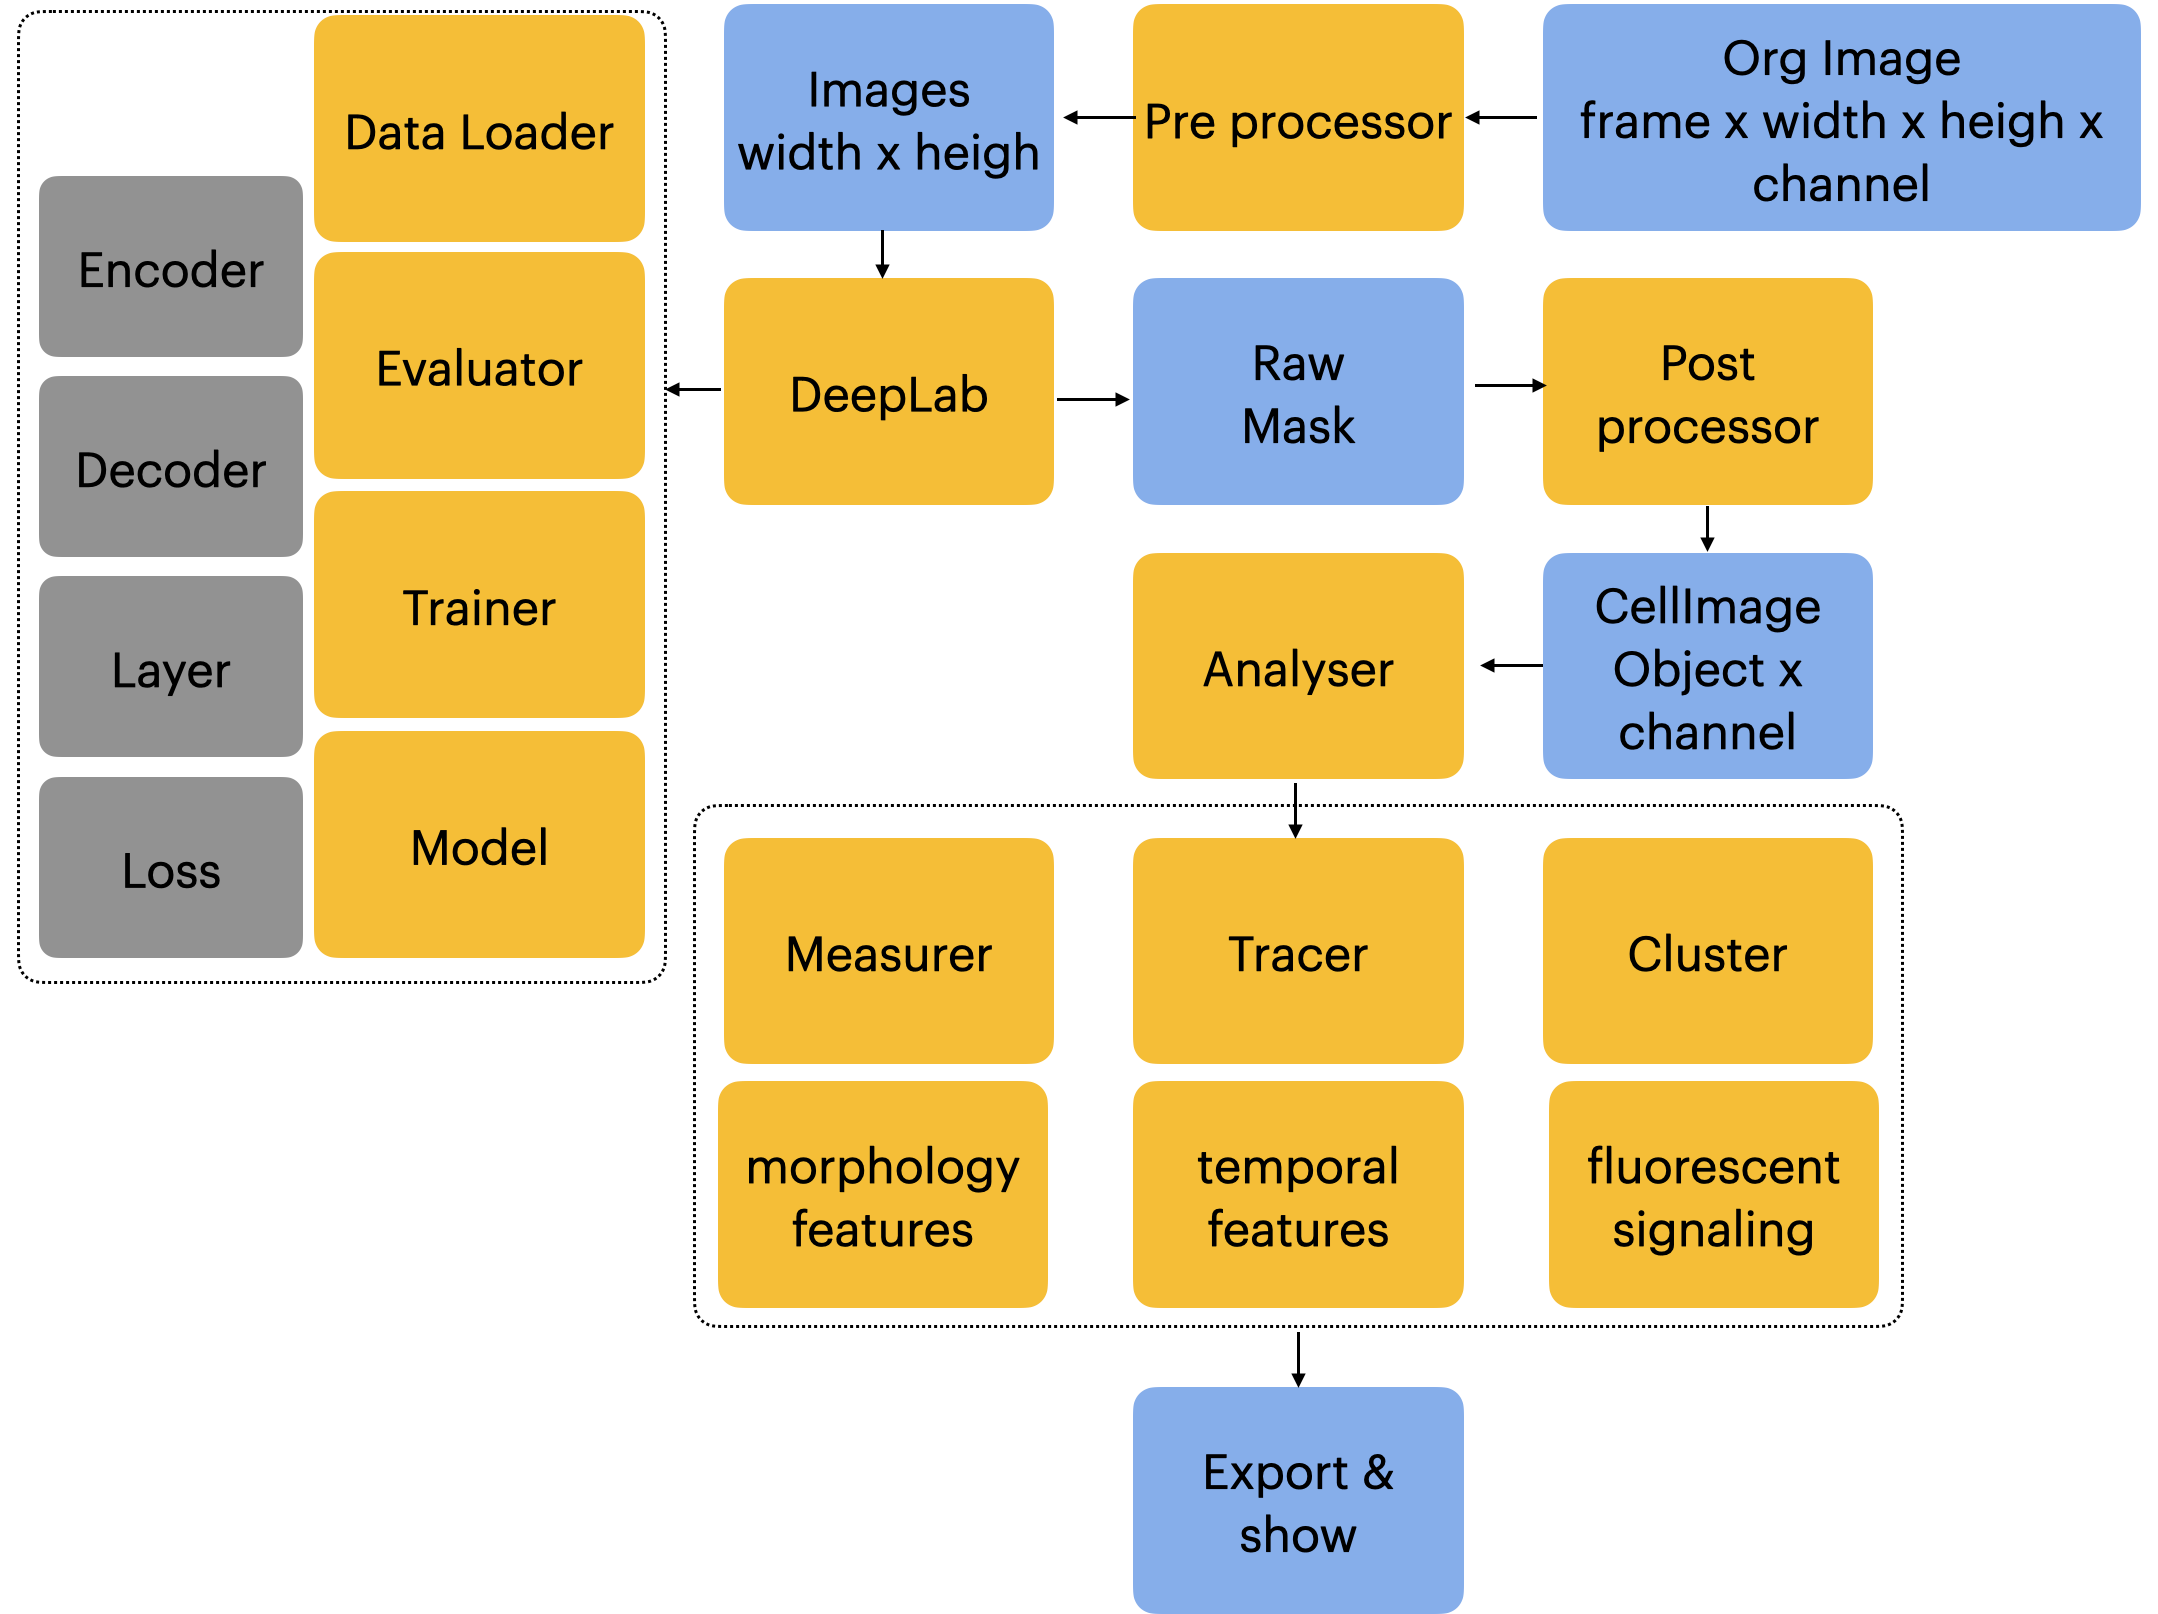 Data Loader
Encoder
Evaluator
Decoder
Trainer
Layer
Model
Loss
Images
width x heigh
Pre processor
Org Image
frame x width x heigh x
channel
DeepLab
Raw
Mask
Post
processor
Analyser
CellImage
Object x
channel
Measurer
Tracer
Cluster
morphology
features
temporal
features
fluorescent
signaling
Export &
show